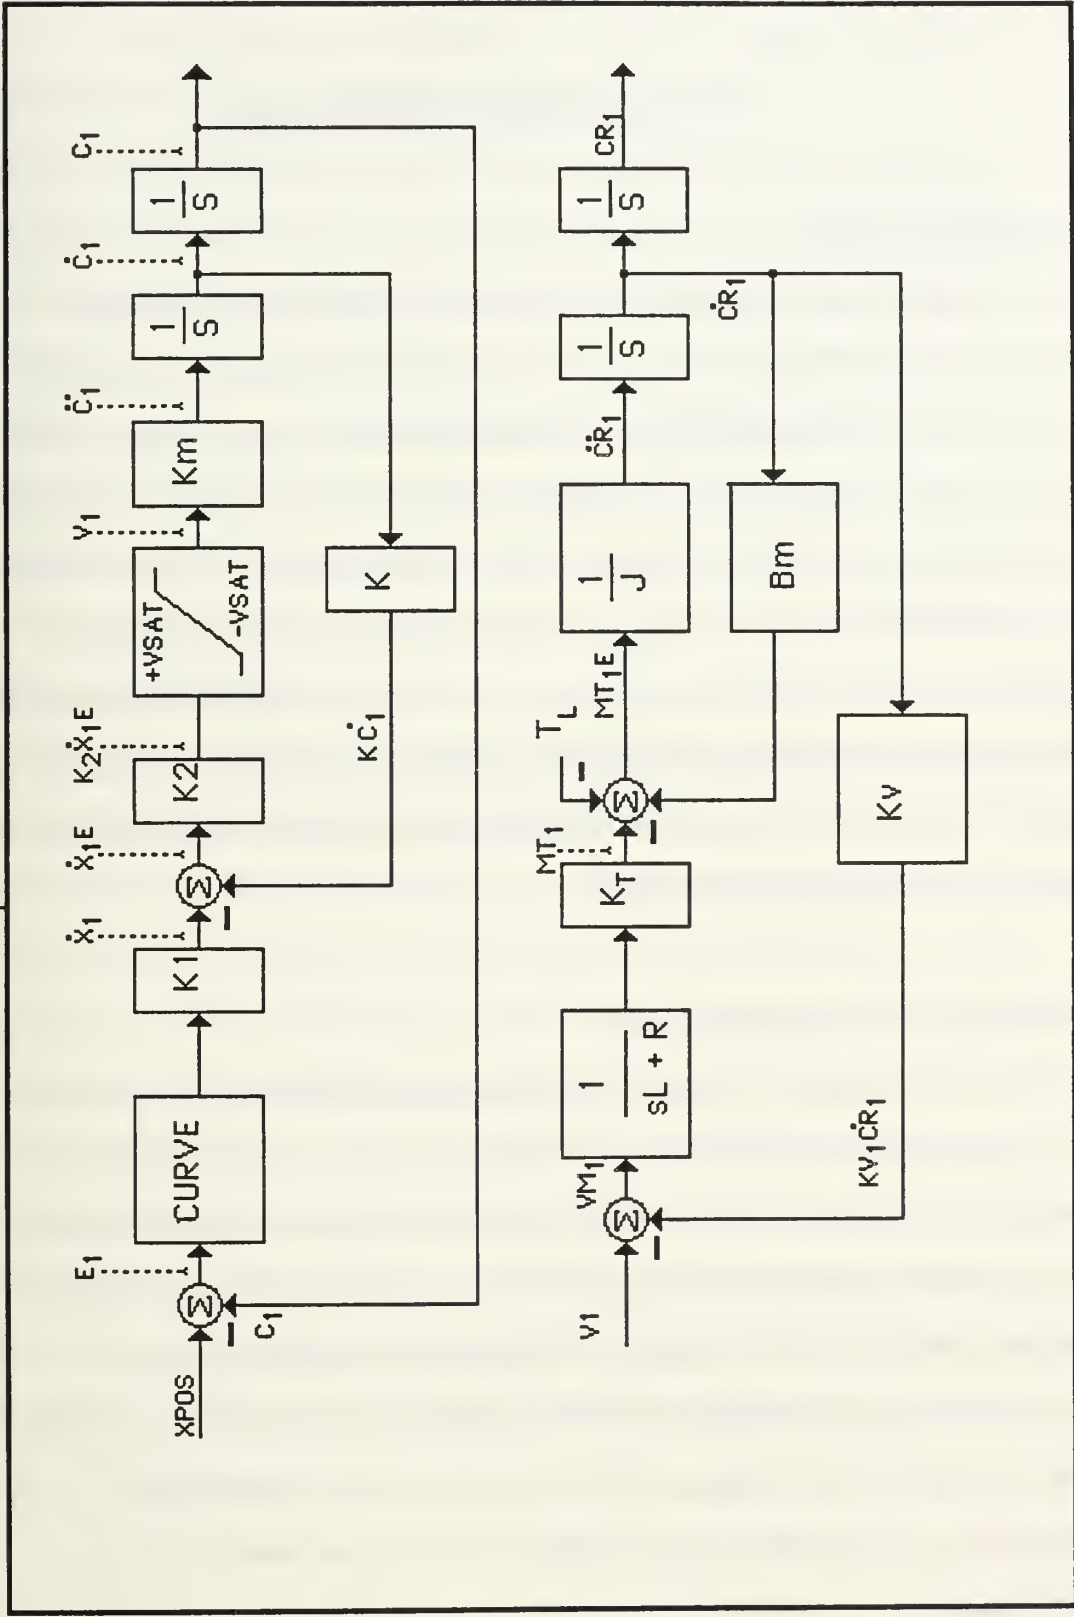 XPOS
E₁
CURVE
K1
Ẋ₁
Ẋ₁E
K2
K₂Ẋ₁E
+VSAT
-VSAT
V₁
Km
C̈₁
1
S
Ċ₁
1
S
C₁
C₁
KĊ₁
K
V1
VM₁
1
sL + R
KT
MT₁
TL
MT₁E
1
J
C̈R₁
1
S
1
S
CR₁
ĊR₁
Bm
Kv
KV₁ĊR₁
Σ
Σ
Σ
Σ